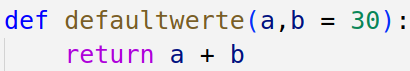 def defaultwerte(a,b = 30):
    return a + b